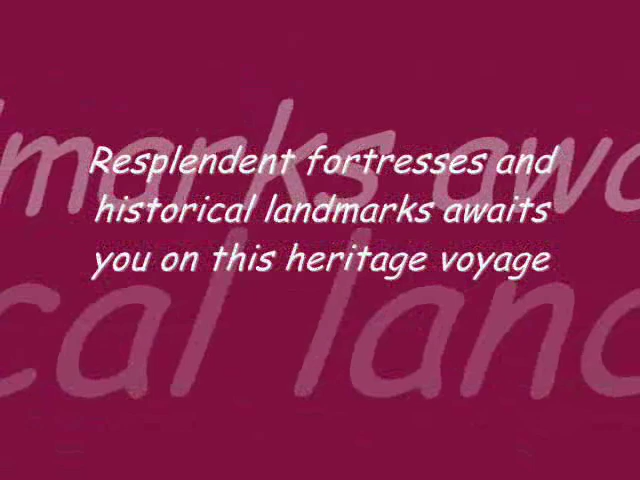 Resplendent fortresses and
historical landmarks awaits
you on this heritage voyage